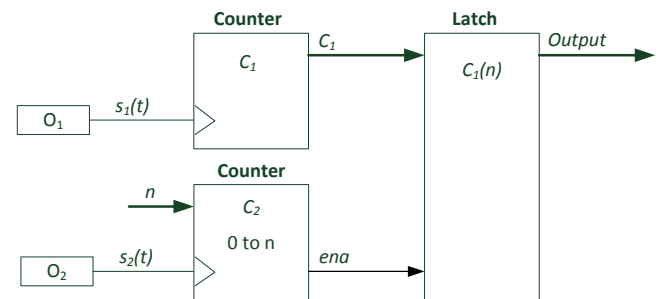 Counter
Latch
C₁
C₁
Output
C₁(n)
s₁(t)
O₁
Counter
n
C₂
0 to n
s₂(t)
ena
O₂